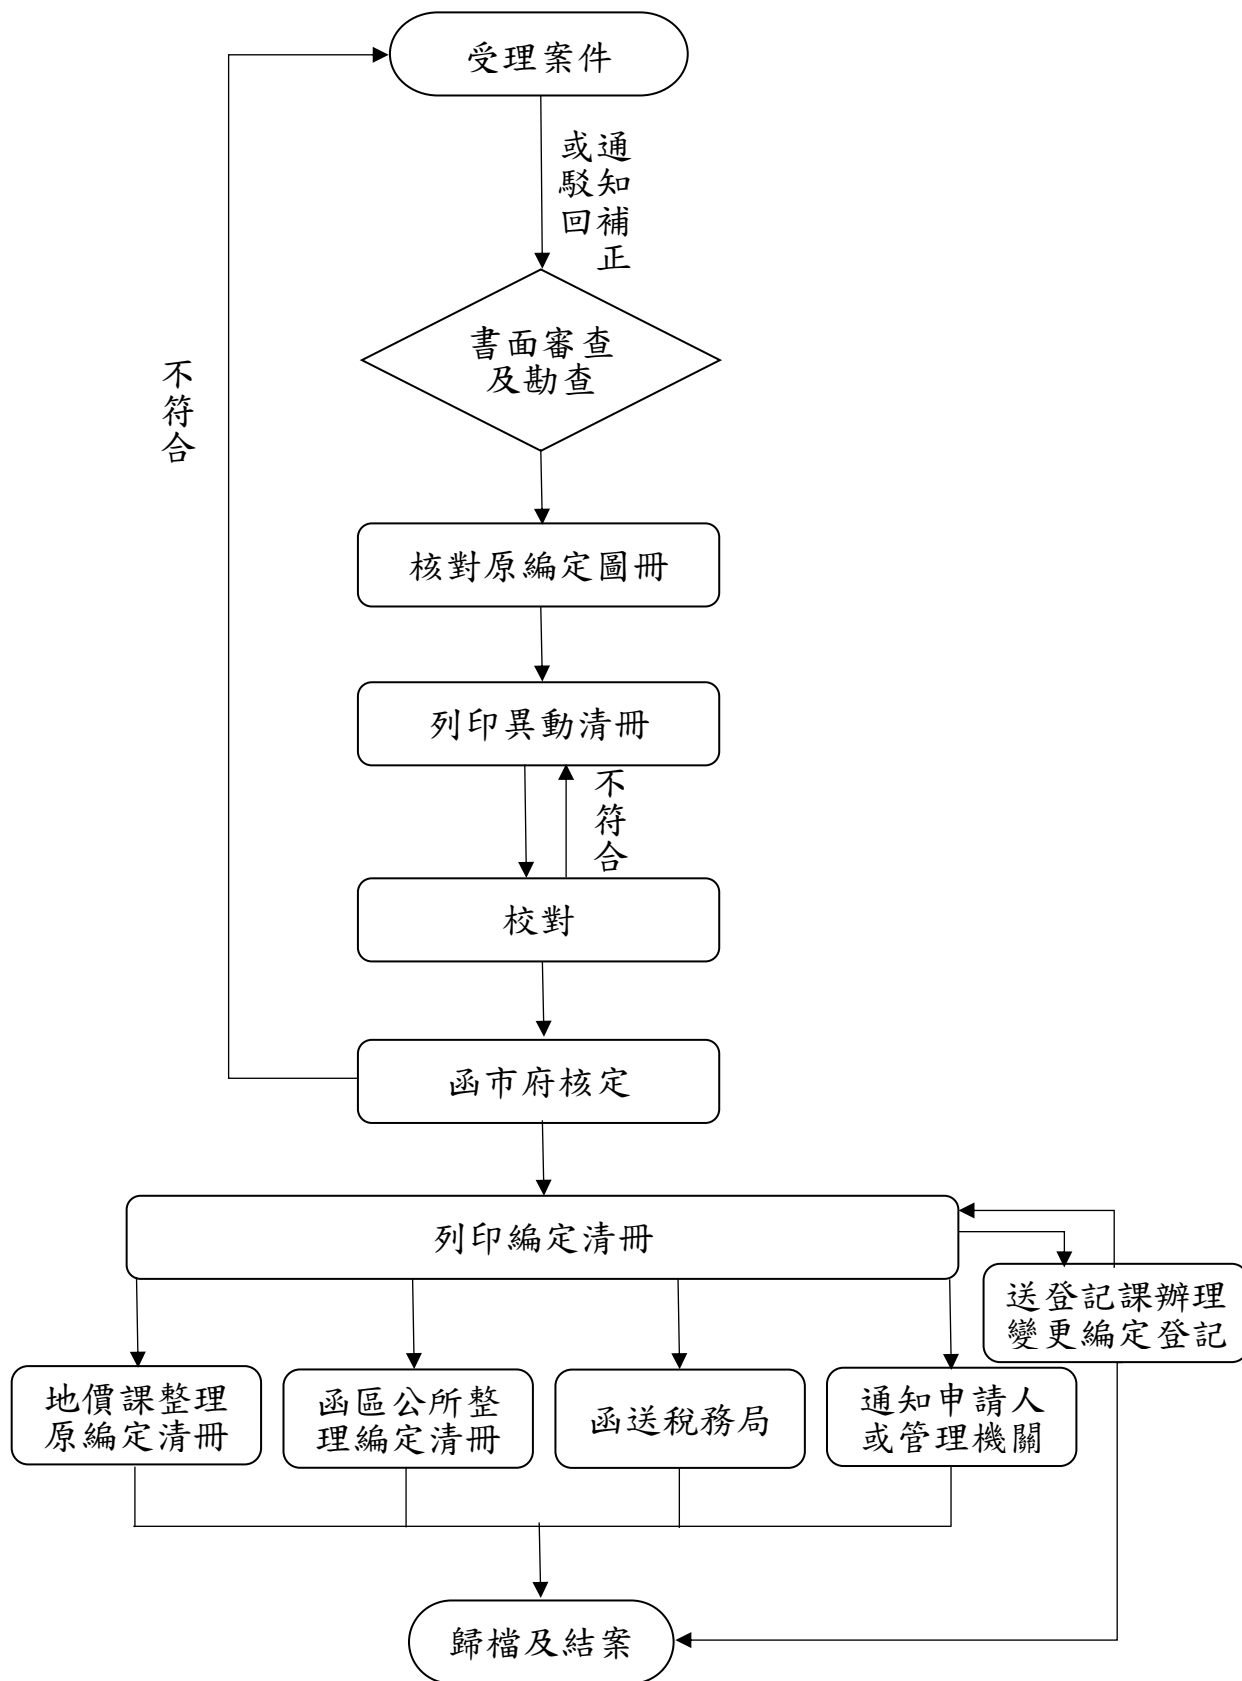 受理案件
通知補正
或駁回
書面審查
及勘查
不符合
核對原編定圖冊
列印異動清冊
不符合
校對
函市府核定
列印編定清冊
送登記課辦理
變更編定登記
地價課整理
原編定清冊
函區公所整
理編定清冊
函送稅務局
通知申請人
或管理機關
歸檔及結案